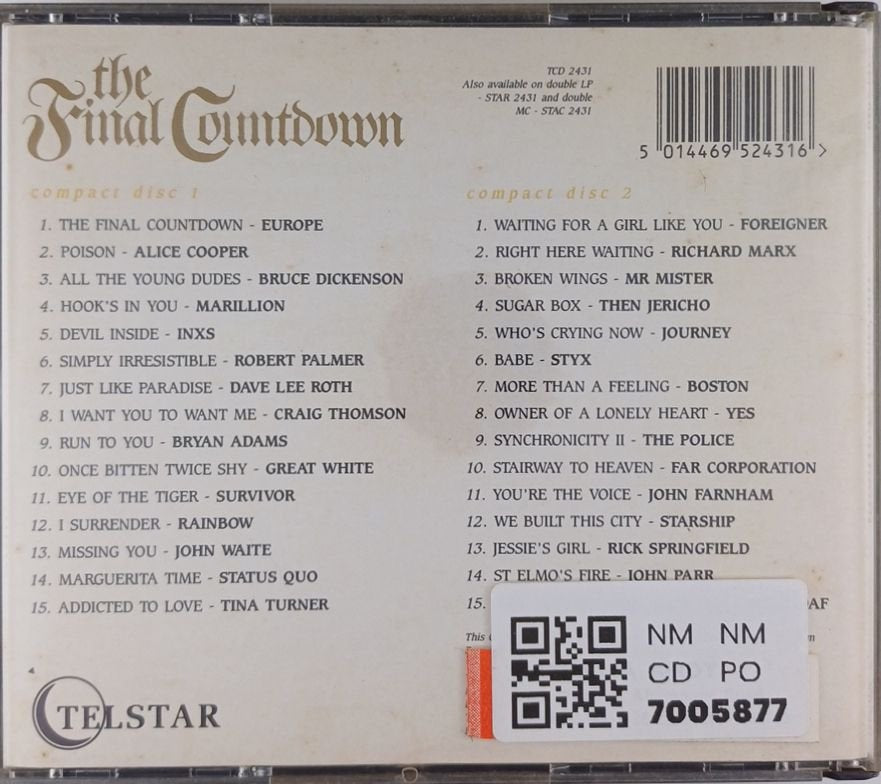 the
Final Countdown
TCD 2431
Also available on double LP
- STAR 2431 and double
MC - STAC 2431
5 014469 524316 >
compact disc 1
1. THE FINAL COUNTDOWN - EUROPE
2. POISON - ALICE COOPER
3. ALL THE YOUNG DUDES - BRUCE DICKENSON
4. HOOK'S IN YOU - MARILLION
5. DEVIL INSIDE - INXS
6. SIMPLY IRRESISTIBLE - ROBERT PALMER
7. JUST LIKE PARADISE - DAVE LEE ROTH
8. I WANT YOU TO WANT ME - CRAIG THOMSON
9. RUN TO YOU - BRYAN ADAMS
10. ONCE BITTEN TWICE SHY - GREAT WHITE
11. EYE OF THE TIGER - SURVIVOR
12. I SURRENDER - RAINBOW
13. MISSING YOU - JOHN WAITE
14. MARGUERITA TIME - STATUS QUO
15. ADDICTED TO LOVE - TINA TURNER
compact disc 2
1. WAITING FOR A GIRL LIKE YOU - FOREIGNER
2. RIGHT HERE WAITING - RICHARD MARX
3. BROKEN WINGS - MR MISTER
4. SUGAR BOX - THEN JERICHO
5. WHO'S CRYING NOW - JOURNEY
6. BABE - STYX
7. MORE THAN A FEELING - BOSTON
8. OWNER OF A LONELY HEART - YES
9. SYNCHRONICITY II - THE POLICE
10. STAIRWAY TO HEAVEN - FAR CORPORATION
11. YOU'RE THE VOICE - JOHN FARNHAM
12. WE BUILT THIS CITY - STARSHIP
13. JESSIE'S GIRL - RICK SPRINGFIELD
14. ST ELMO'S FIRE - JOHN PARR
15.
This
TELSTAR
NM NM
CD PO
7005877